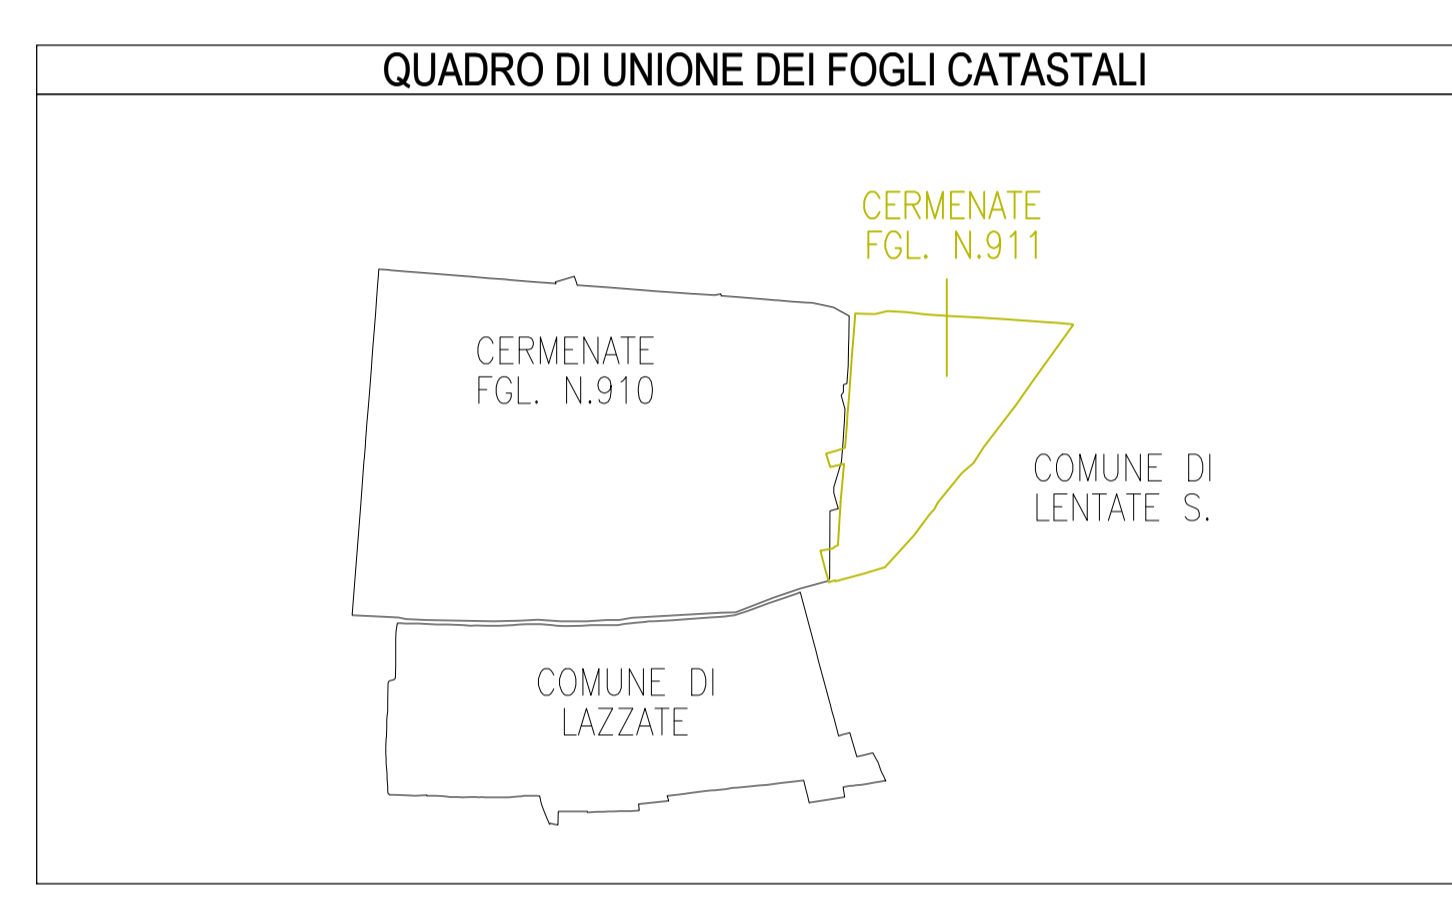 QUADRO DI UNIONE DEI FOGLI CATASTALI
CERMENATE
FGL. N.911
CERMENATE
FGL. N.910
COMUNE DI
LENTATE S.
COMUNE DI
LAZZATE